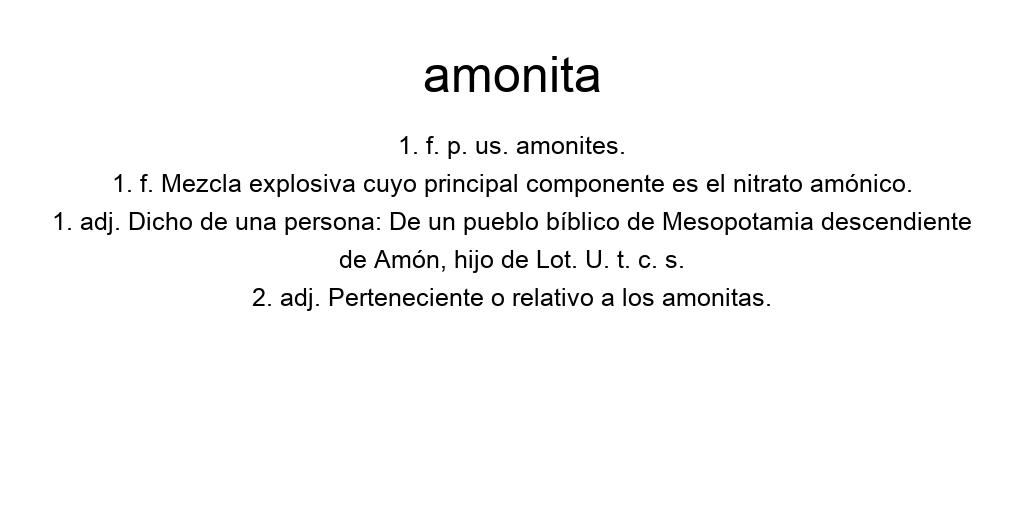 amonita
1. f. p. us. amonites.
1. f. Mezcla explosiva cuyo principal componente es el nitrato amónico.
1. adj. Dicho de una persona: De un pueblo bíblico de Mesopotamia descendiente
de Amón, hijo de Lot. U. t. c. s.
2. adj. Perteneciente o relativo a los amonitas.